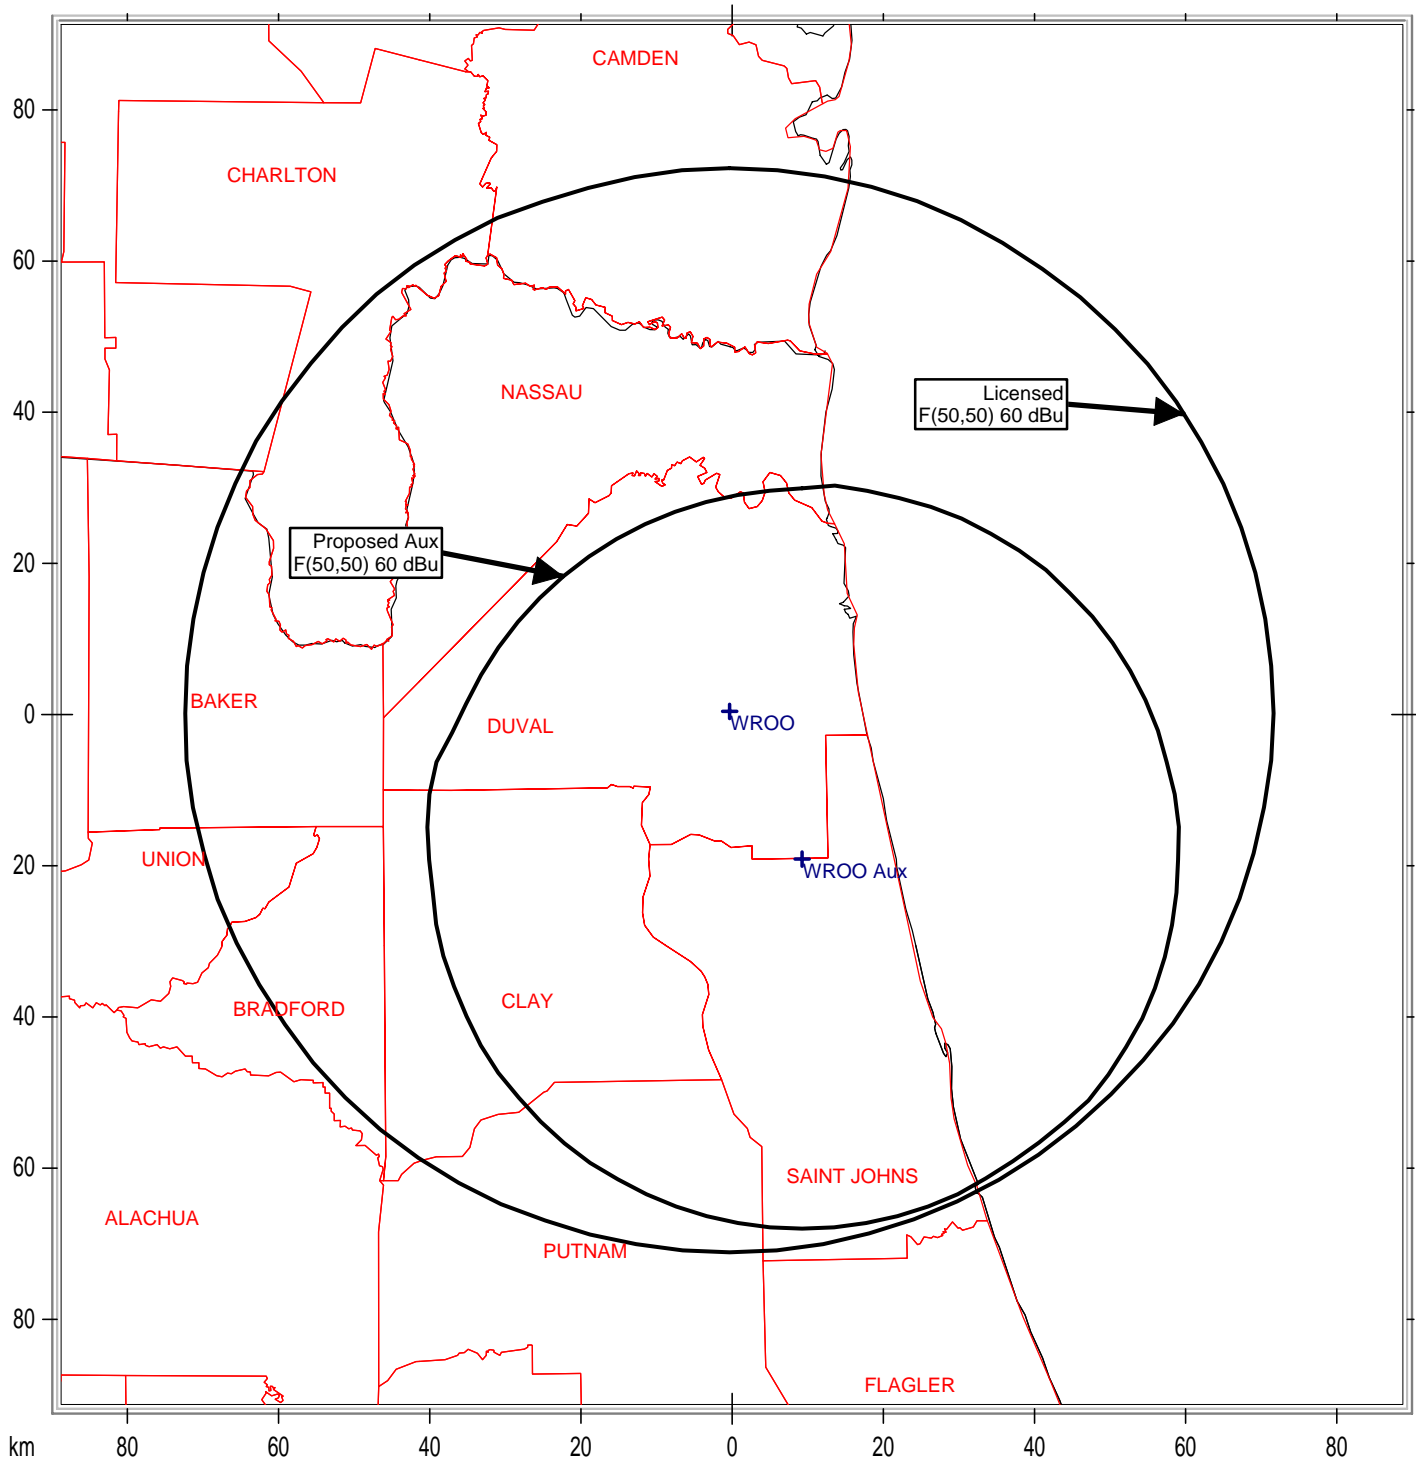 CAMDEN
80
CHARLTON
60
NASSAU
40
Licensed
F(50,50) 60 dBu
Proposed Aux
F(50,50) 60 dBu
20
BAKER
0
DUVAL
WROO
UNION
20
WROO Aux
CLAY
BRADFORD
40
60
SAINT JOHNS
ALACHUA
PUTNAM
80
FLAGLER
km
80
60
40
20
0
20
40
60
80